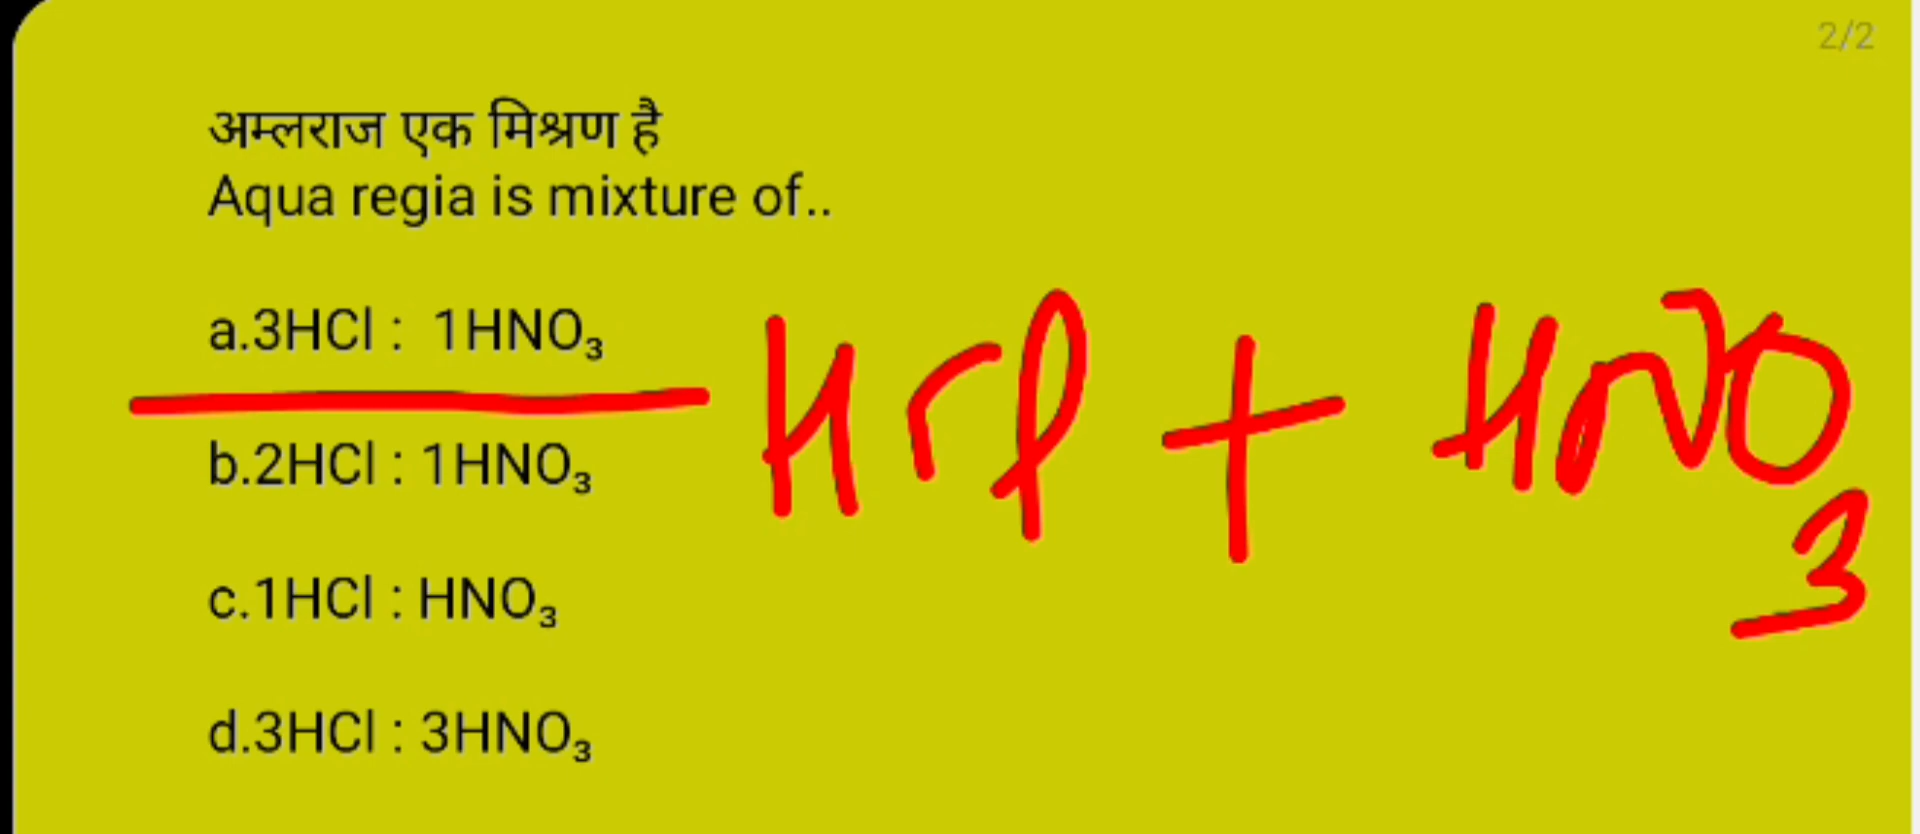 2/2
अम्लराज एक मिश्रण है
Aqua regia is mixture of..
a.3HCl : 1HNO₃
HCl + HNO₃
b.2HCl : 1HNO₃
c.1HCl : HNO₃
d.3HCl : 3HNO₃